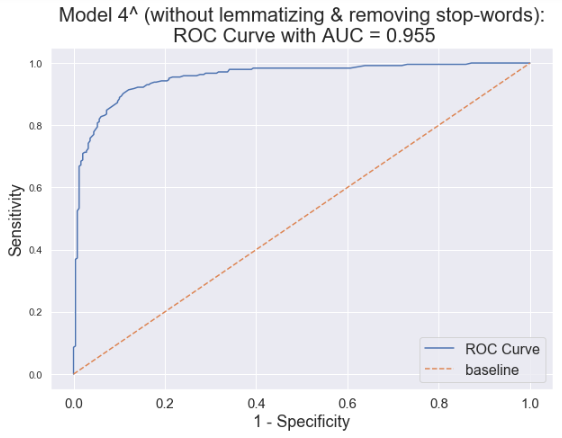 Model 4^ (without lemmatizing & removing stop-words):
ROC Curve with AUC = 0.955
1.0
0.8
0.6
0.4
0.2
0.0
Sensitivity
ROC Curve
baseline
0.0 0.2 0.4 0.6 0.8 1.0
1 - Specificity